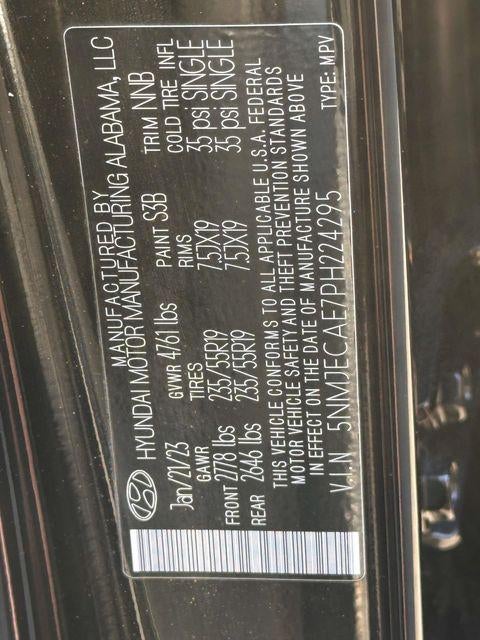 MANUFACTURED BY
HYUNDAI MOTOR MANUFACTURING ALABAMA, LLC
Jan/21/23 GVWR 4761 lbs PAINT S3B TRIM NNB
GAWR TIRES RIMS COLD TIRE INFL
FRONT 2778 lbs 235/55R19 7.5JX19 35 psi SINGLE
REAR 2646 lbs 235/55R19 7.5JX19 35 psi SINGLE
THIS VEHICLE CONFORMS TO ALL APPLICABLE U.S.A. FEDERAL
MOTOR VEHICLE SAFETY AND THEFT PREVENTION STANDARDS
IN EFFECT ON THE DATE OF MANUFACTURE SHOWN ABOVE
V.I.N 5NMJECAE7PH224295 TYPE: MPV